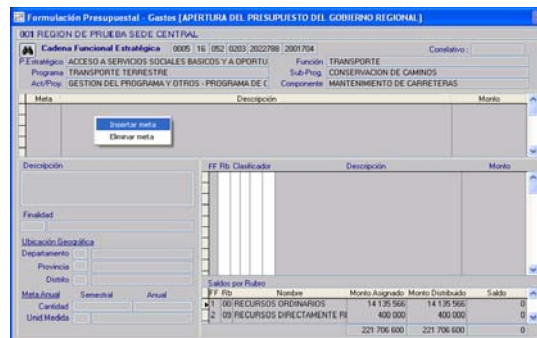 Formulación Presupuestal - Gastos [APERTURA DEL PRESUPUESTO DEL GOBIERNO REGIONAL]
001 REGION DE PRUEBA SEDE CENTRAL
Cadena Funcional Estratégica 0005 16 052 0203 2022788 2001704 Correlativo :
P.Estratégico ACCESO A SERVICIOS SOCIALES BASICOS Y A OPORTU Función TRANSPORTE
Programa TRANSPORTE TERRESTRE Sub-Prog CONSERVACION DE CAMINOS
Act/Proy GESTION DEL PROGRAMA Y OTROS - PROGRAMA DE C Componente MANTENIMIENTO DE CARRETERAS
Meta Descripción Monto
Insertar meta
Eliminar meta
Descripción FF Rb Clasificador Descripción Monto
Finalidad
Ubicación Geográfica
Departamento
Provincia
Distrito
Saldos por Rubro
Meta Anual Semestral Anual FF Rb Nombre Monto Asignado Monto Distribuido Saldo
Cantidad 1 00 RECURSOS ORDINARIOS 14 135 566 14 135 566 0
Unid Medida 2 09 RECURSOS DIRECTAMENTE RE 400 000 400 000 0
221 706 600 221 706 600 0